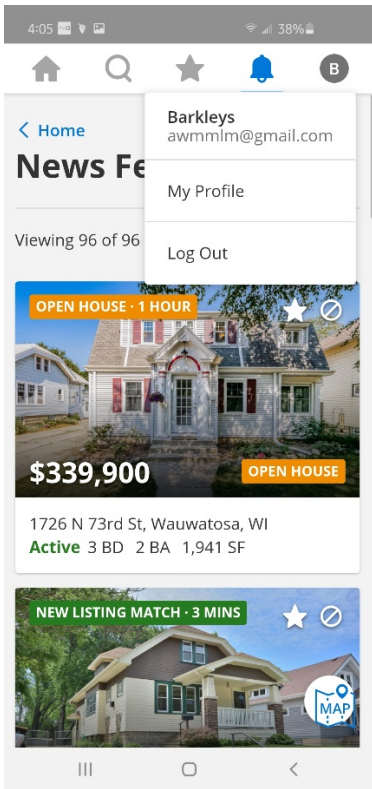 4:05
38%
B
Barkleys
awmmlm@gmail.com
My Profile
Log Out
Home
News Fe
Viewing 96 of 96
OPEN HOUSE · 1 HOUR
$339,900
OPEN HOUSE
1726 N 73rd St, Wauwatosa, WI
Active 3 BD 2 BA 1,941 SF
NEW LISTING MATCH · 3 MINS
MAP